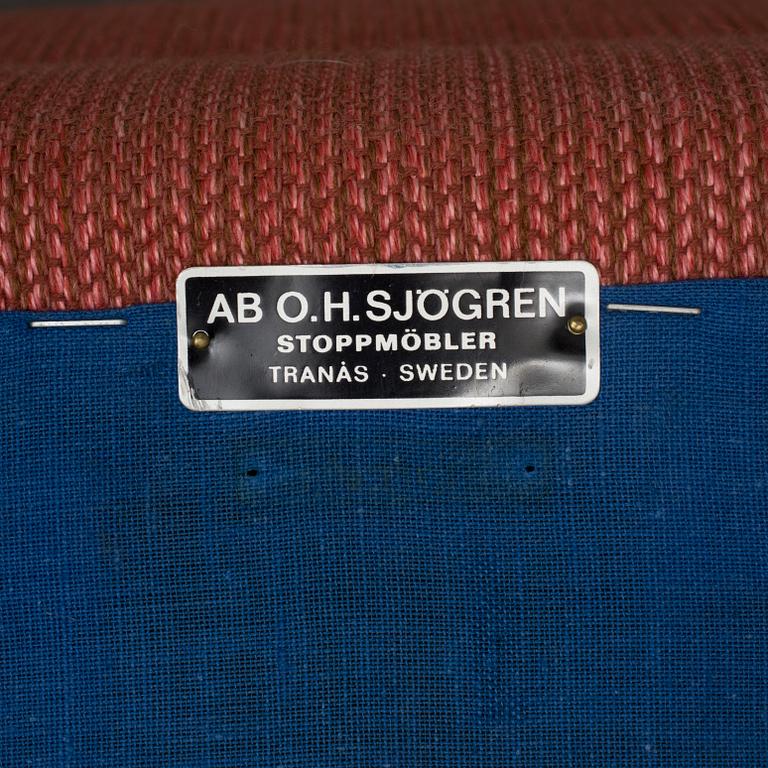 AB O.H.SJÖGREN
STOPPMÖBLER
TRANÅS · SWEDEN